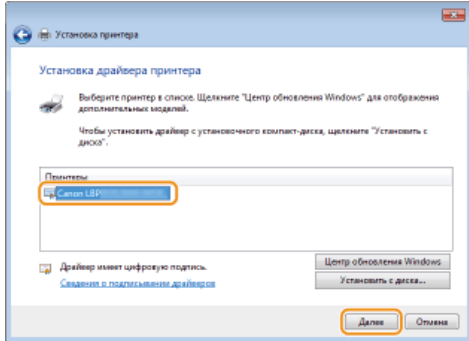 Установка принтера
Установка драйвера принтера
Выберите принтер в списке. Щелкните "Центр обновления Windows" для отображения
дополнительных моделей.
Чтобы установить драйвер с установочного компакт-диска, щелкните "Установить с
диска".
Принтеры
Canon LBP
Драйвер имеет цифровую подпись.
Сведения о подписывании драйверов
Центр обновления Windows
Установить с диска...
Далее
Отмена